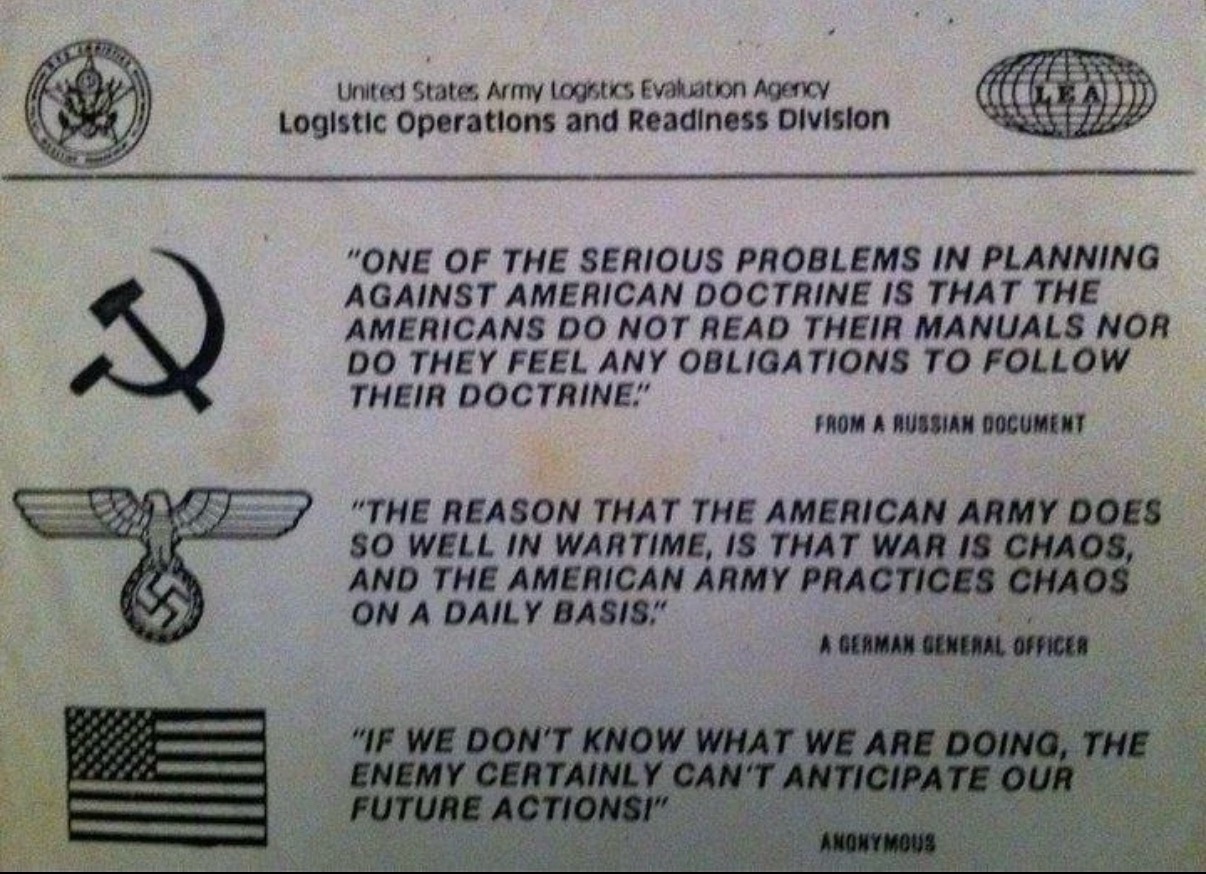 United States Army Logistics Evaluation Agency
Logistic Operations and Readiness Division
LEA
"ONE OF THE SERIOUS PROBLEMS IN PLANNING
AGAINST AMERICAN DOCTRINE IS THAT THE
AMERICANS DO NOT READ THEIR MANUALS NOR
DO THEY FEEL ANY OBLIGATIONS TO FOLLOW
THEIR DOCTRINE."
FROM A RUSSIAN DOCUMENT
"THE REASON THAT THE AMERICAN ARMY DOES
SO WELL IN WARTIME, IS THAT WAR IS CHAOS,
AND THE AMERICAN ARMY PRACTICES CHAOS
ON A DAILY BASIS."
A GERMAN GENERAL OFFICER
"IF WE DON'T KNOW WHAT WE ARE DOING, THE
ENEMY CERTAINLY CAN'T ANTICIPATE OUR
FUTURE ACTIONS!"
ANONYMOUS